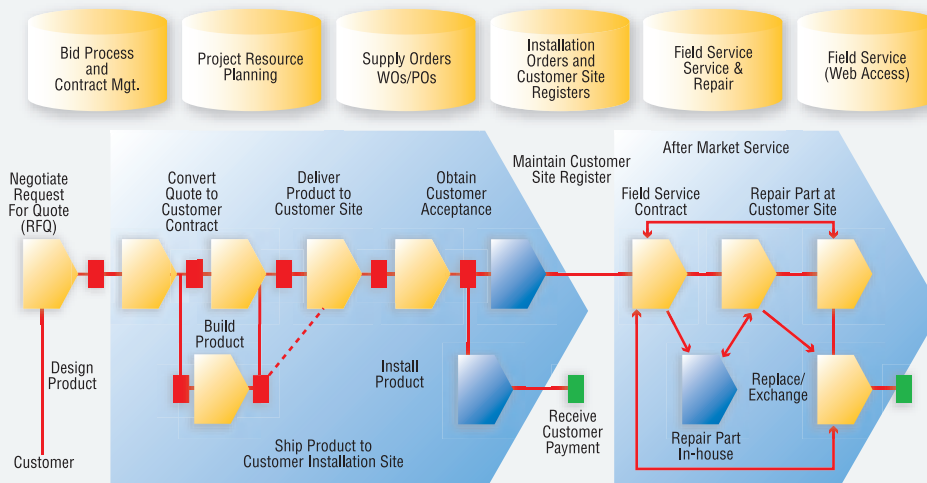 Bid Process
and
Contract Mgt.
Project Resource
Planning
Supply Orders
WOs/POs
Installation
Orders and
Customer Site
Registers
Field Service
Service &
Repair
Field Service
(Web Access)
Negotiate
Request
For Quote
(RFQ)
Convert
Quote to
Customer
Contract
Deliver
Product to
Customer Site
Obtain
Customer
Acceptance
Maintain Customer
Site Register
After Market Service
Field Service
Contract
Repair Part at
Customer Site
Design
Product
Build
Product
Install
Product
Replace/
Exchange
Receive
Customer
Payment
Repair Part
In-house
Ship Product to
Customer Installation Site
Customer